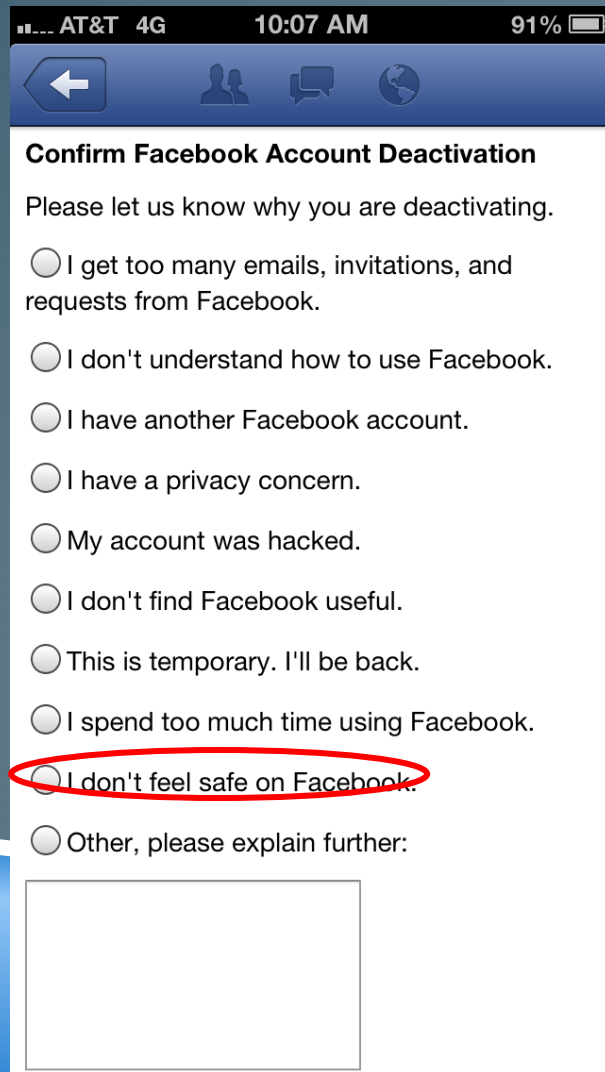 AT&T 4G 10:07 AM 91%
Confirm Facebook Account Deactivation
Please let us know why you are deactivating.
I get too many emails, invitations, and
requests from Facebook.
I don't understand how to use Facebook.
I have another Facebook account.
I have a privacy concern.
My account was hacked.
I don't find Facebook useful.
This is temporary. I'll be back.
I spend too much time using Facebook.
I don't feel safe on Facebook.
Other, please explain further: